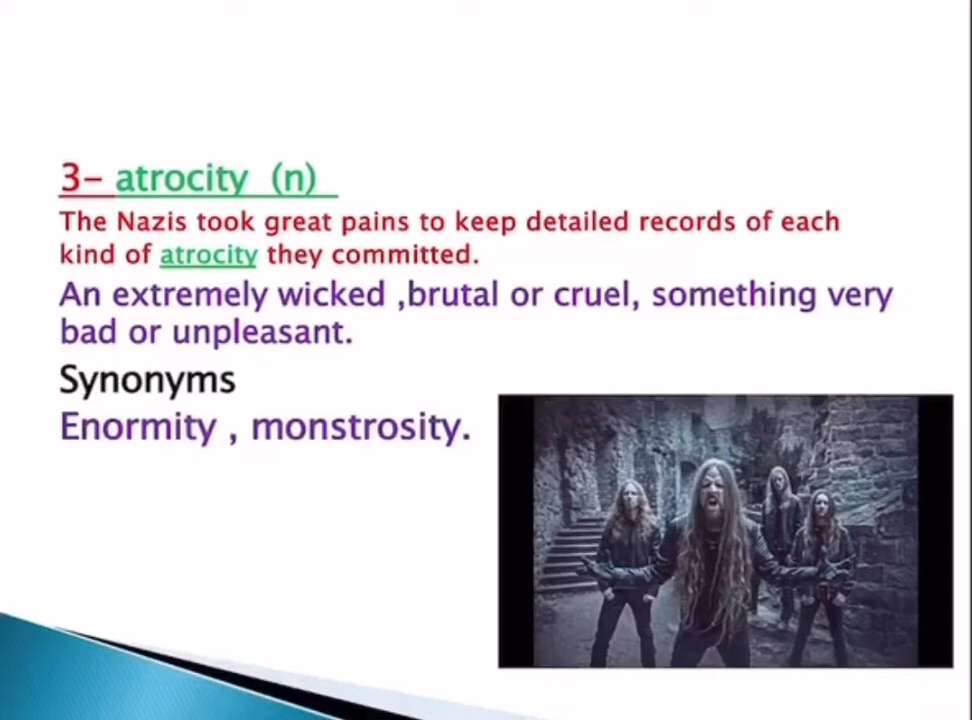 3- atrocity (n)
The Nazis took great pains to keep detailed records of each
kind of atrocity they committed.
An extremely wicked ,brutal or cruel, something very
bad or unpleasant.
Synonyms
Enormity , monstrosity.